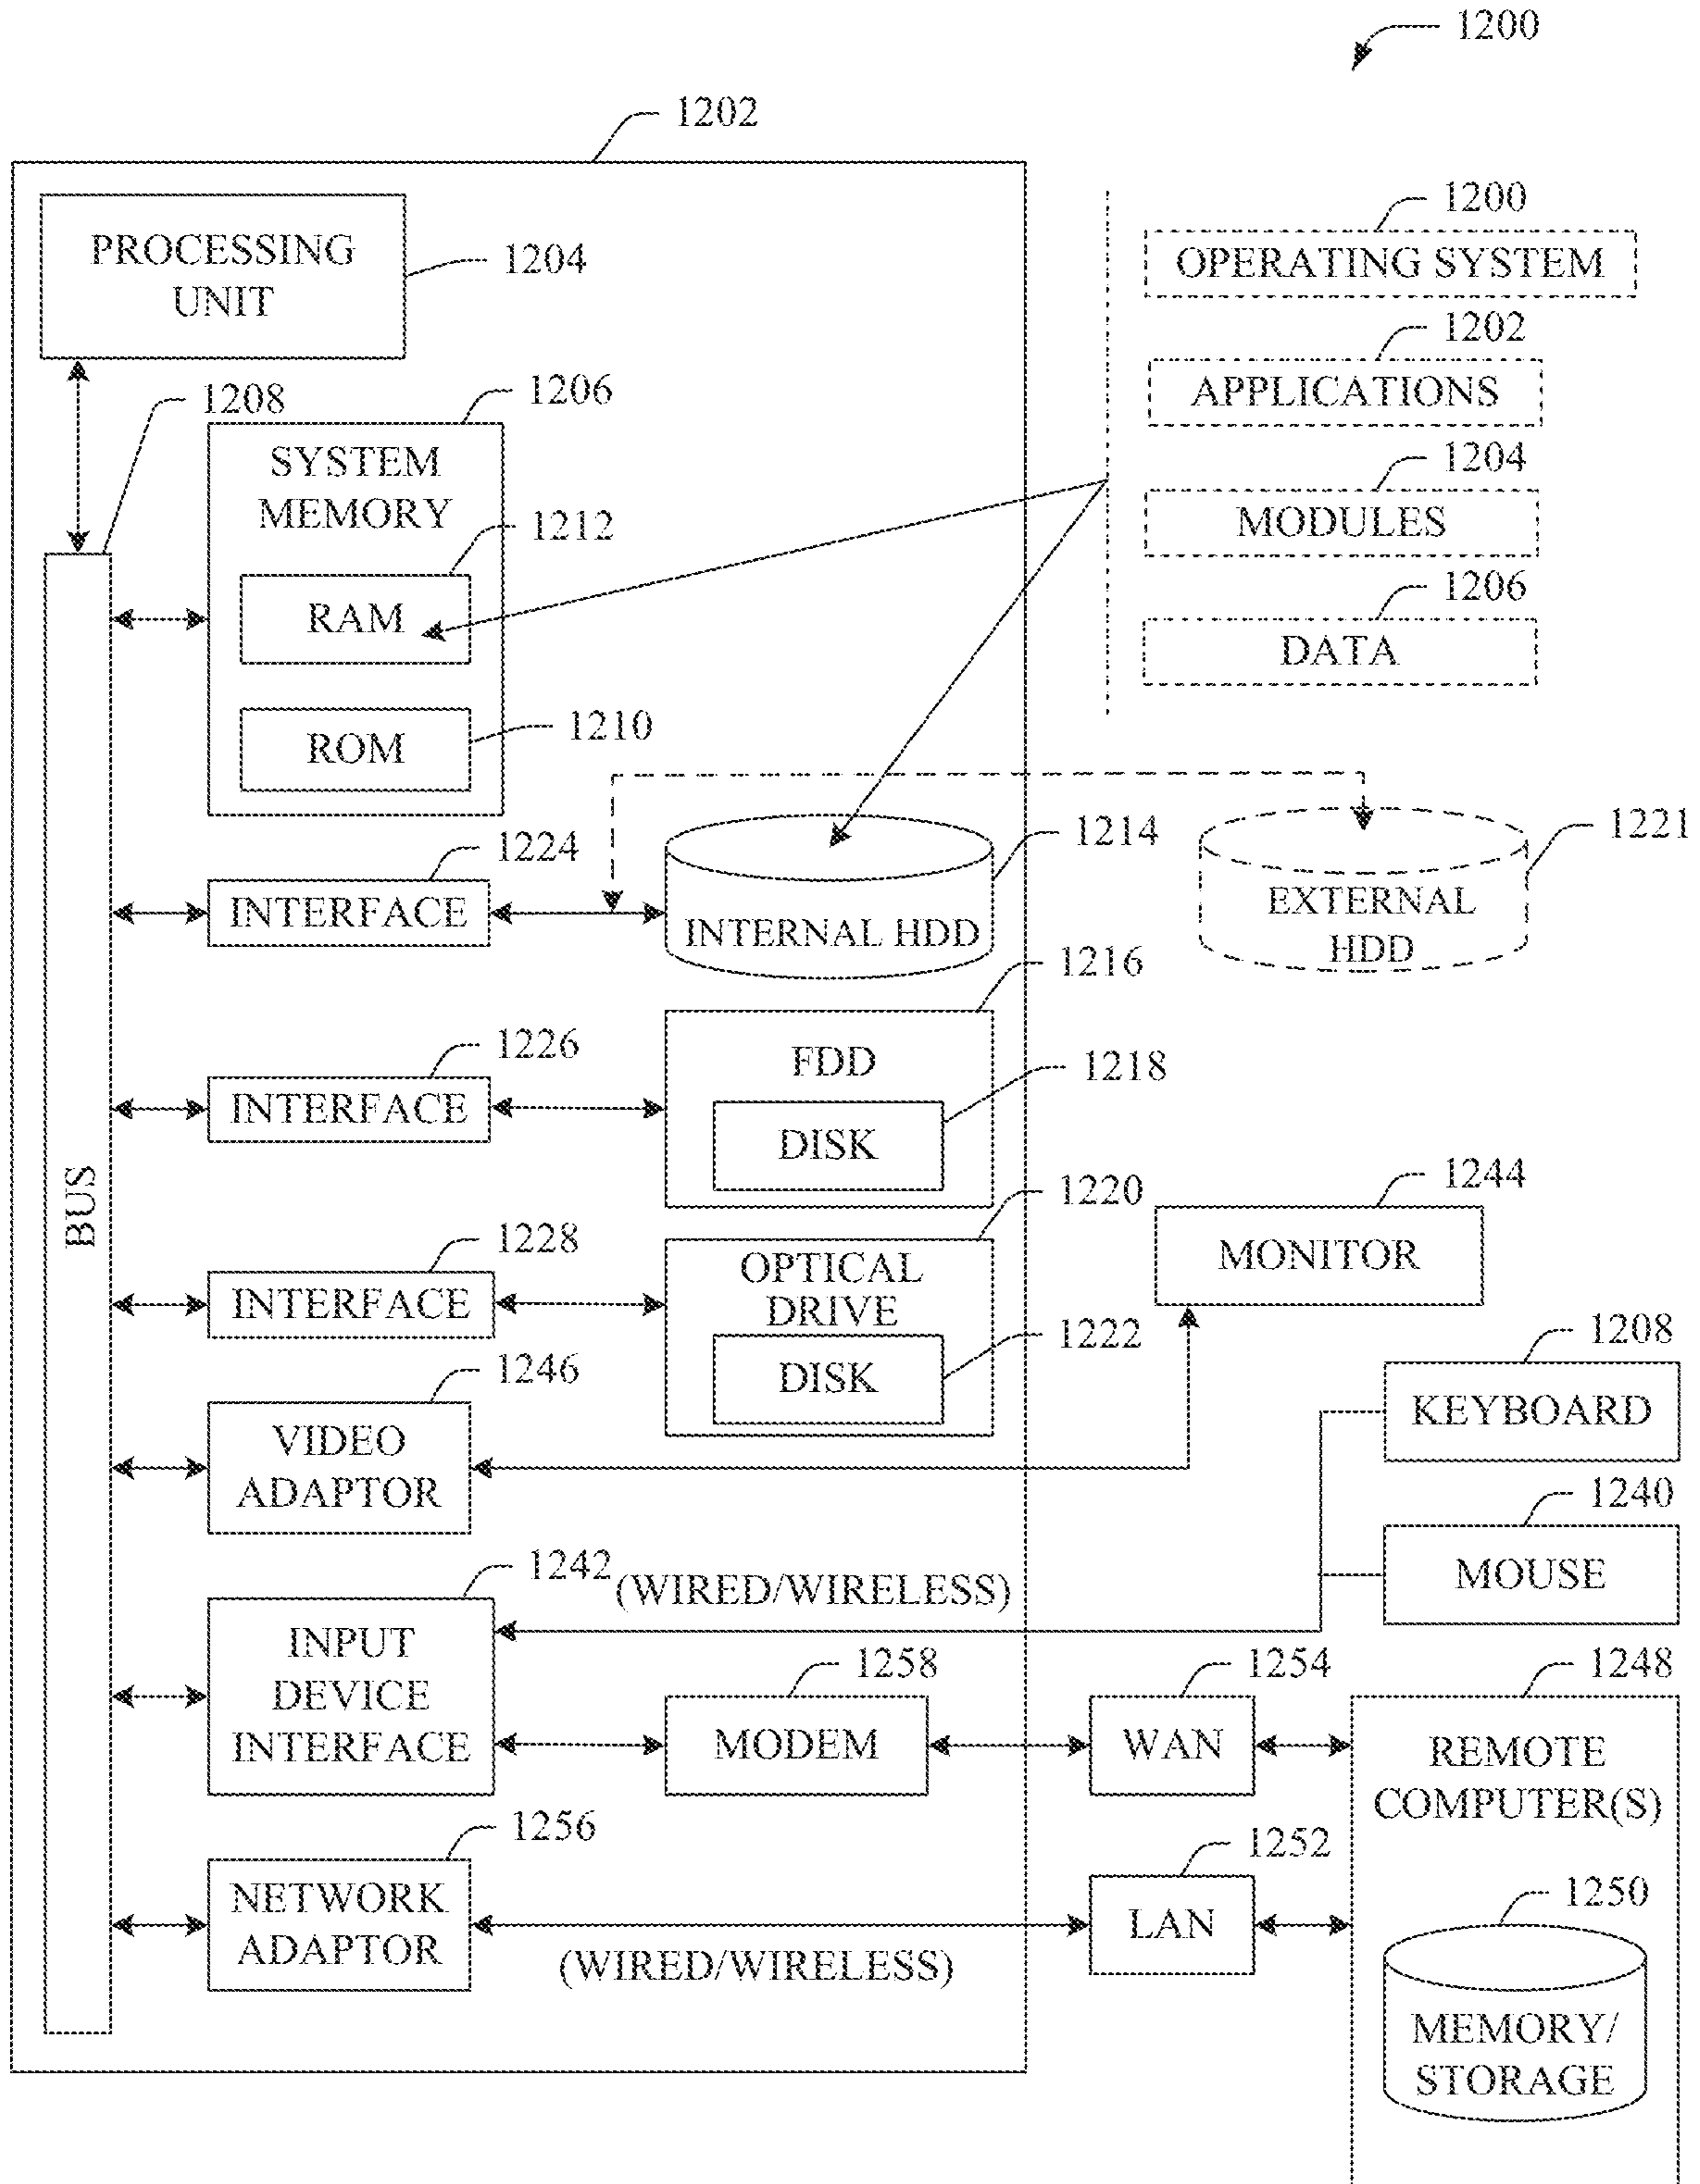 1200
1202
PROCESSING
UNIT
1204
1208
1206
SYSTEM
MEMORY
1212
RAM
1210
ROM
1200
OPERATING SYSTEM
1202
APPLICATIONS
1204
MODULES
1206
DATA
1224
INTERFACE
1214
INTERNAL HDD
1221
EXTERNAL
HDD
1216
1226
INTERFACE
FDD
1218
DISK
BUS
1220
1228
INTERFACE
OPTICAL
DRIVE
1222
DISK
1244
MONITOR
1246
VIDEO
ADAPTOR
1208
KEYBOARD
1240
MOUSE
1242
(WIRED/WIRELESS)
INPUT
DEVICE
INTERFACE
1258
MODEM
1254
WAN
1248
REMOTE
COMPUTER(S)
1256
NETWORK
ADAPTOR
(WIRED/WIRELESS)
1252
LAN
1250
MEMORY/
STORAGE